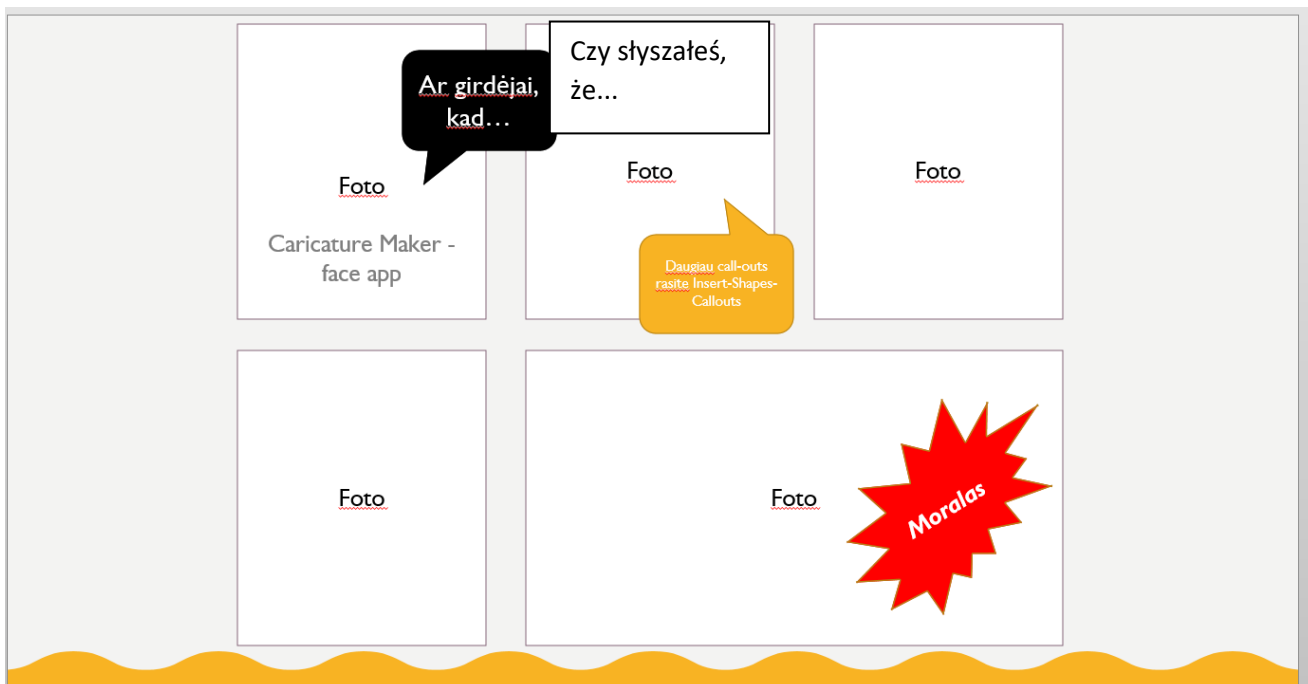 Ar girdėjai,
kad…
Czy słyszałeś,
że...
Foto
Caricature Maker -
face app
Foto
Daugiau call-outs
rasite Insert-Shapes-
Callouts
Foto
Foto
Foto
Moralas